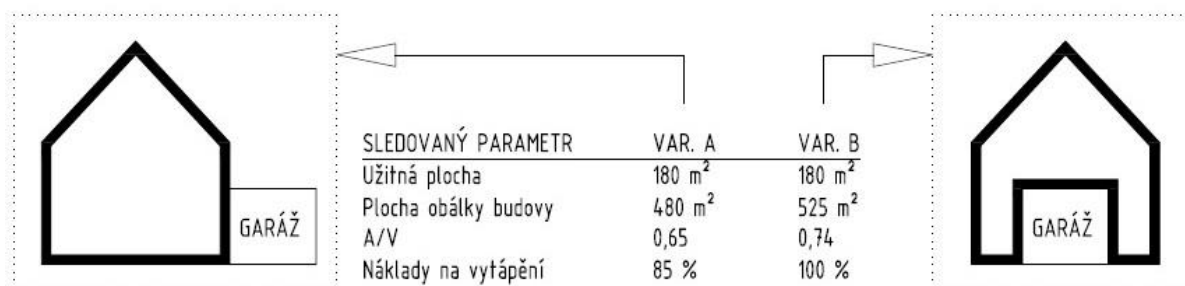 SLEDOVANÝ PARAMETR VAR. A VAR. B
Užitná plocha 180 m² 180 m²
Plocha obálky budovy 480 m² 525 m²
A/V 0,65 0,74
Náklady na vytápění 85 % 100 %
GARÁŽ
GARÁŽ